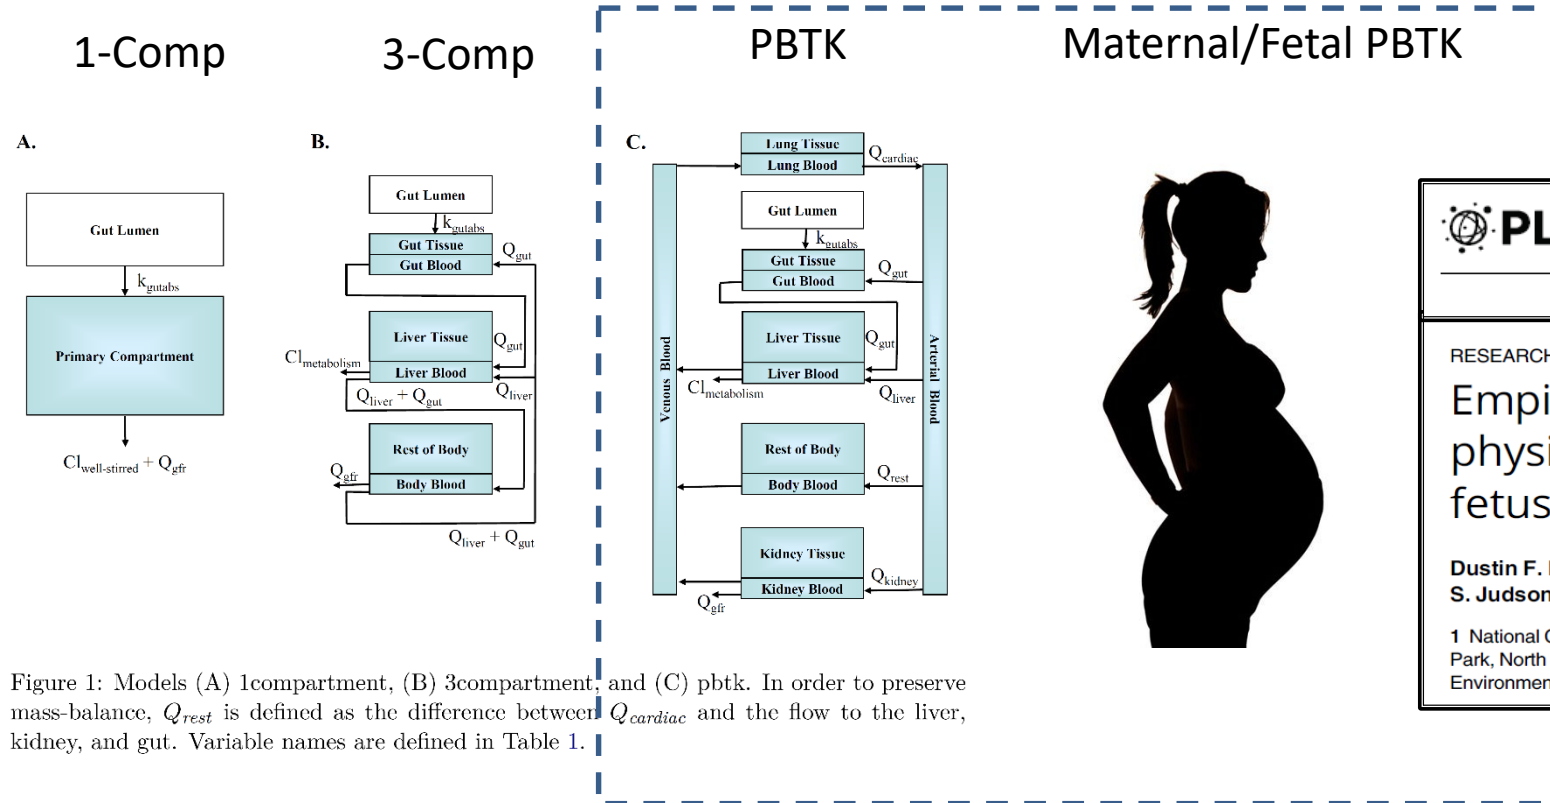 1-Comp
3-Comp
PBTK
Maternal/Fetal PBTK
A.
Gut Lumen
k_gutabs
Primary Compartment
Cl_well-stirred + Q_gfr
B.
Gut Lumen
k_gutabs
Gut Tissue
Q_gut
Gut Blood
Liver Tissue
Q_gut
Cl_metabolism
Liver Blood
Q_liver + Q_gut
Q_liver
Rest of Body
Q_gfr
Body Blood
Q_liver + Q_gut
C.
Lung Tissue
Q_cardiac
Lung Blood
Gut Lumen
k_gutabs
Gut Tissue
Q_gut
Gut Blood
Liver Tissue
Q_gut
Venous Blood
Arterial Blood
Liver Blood
Cl_metabolism
Q_liver
Rest of Body
Q_rest
Body Blood
Kidney Tissue
Q_kidney
Kidney Blood
Q_gfr
Figure 1: Models (A) 1compartment, (B) 3compartment, and (C) pbtk. In order to preserve
mass-balance, Q_rest is defined as the difference between Q_cardiac and the flow to the liver,
kidney, and gut. Variable names are defined in Table 1.
PL
RESEARCH
Empi
physi
fetus
Dustin F.
S. Judson
1 National
Park, North
Environmen